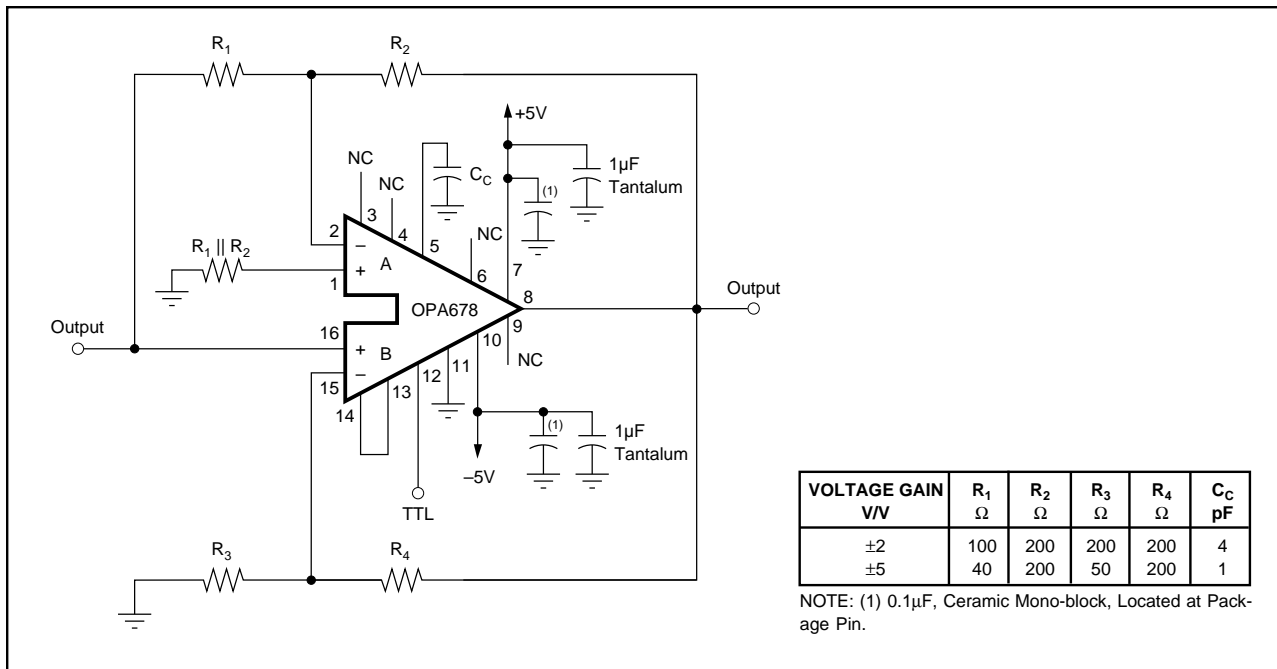 R1
R2
+5V
1µF
Tantalum
NC
CC
(1)
NC
3
4
2
–
5
NC
R1 || R2
A
6
7
+
1
8
Output
OPA678
9
Output
16
10
+
B
NC
11
–
12
15
13
14
(1)
1µF
Tantalum
–5V
TTL
R3
R4
VOLTAGE GAIN R1 R2 R3 R4 CC
V/V Ω Ω Ω Ω pF
±2 100 200 200 200 4
±5 40 200 50 200 1
NOTE: (1) 0.1µF, Ceramic Mono-block, Located at Pack-
age Pin.